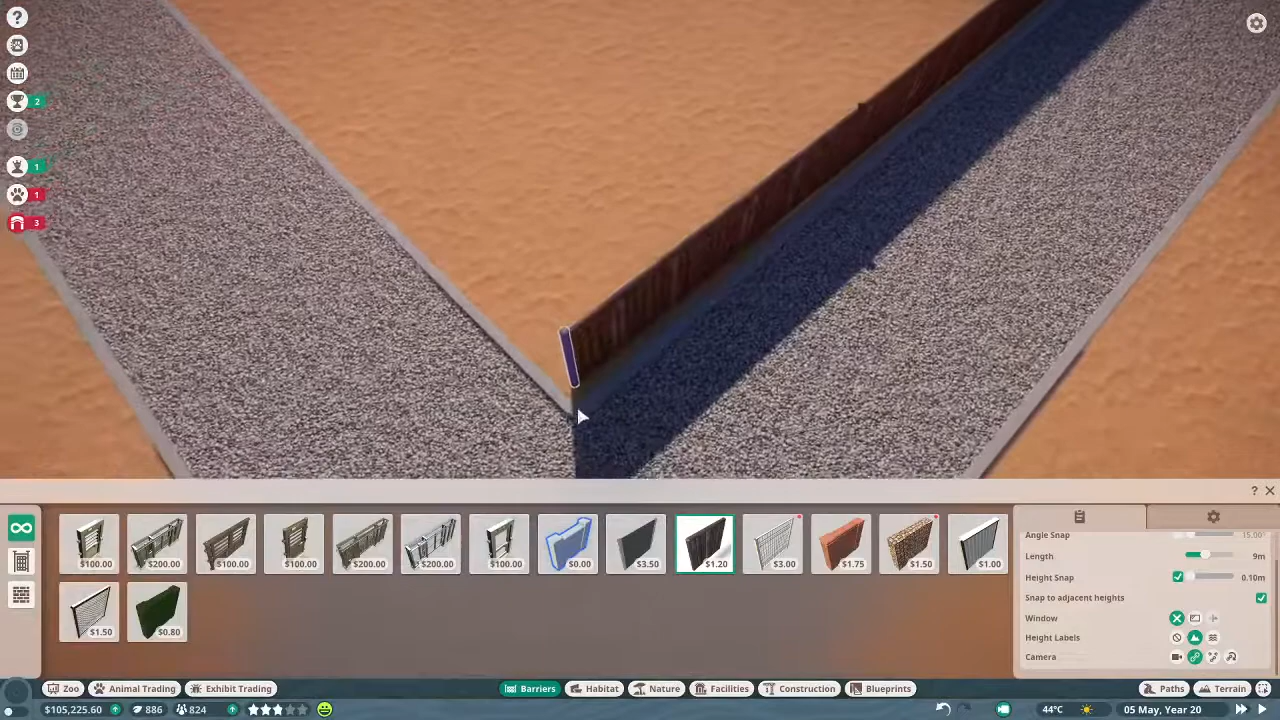 ?
2
1
1
3
? ×
$100.00 $200.00 $100.00 $100.00 $200.00 $200.00 $100.00 $0.00 $3.50 $1.20 $3.00 $1.75 $1.50 $1.00
$1.50 $0.80
Angle Snap 15.00°
Length 9m
Height Snap 0.10m
Snap to adjacent heights
Window
Height Labels
Camera
Zoo Animal Trading Exhibit Trading Barriers Habitat Nature Facilities Construction Blueprints Paths Terrain
$105,225.60 886 824 44°C 05 May, Year 20